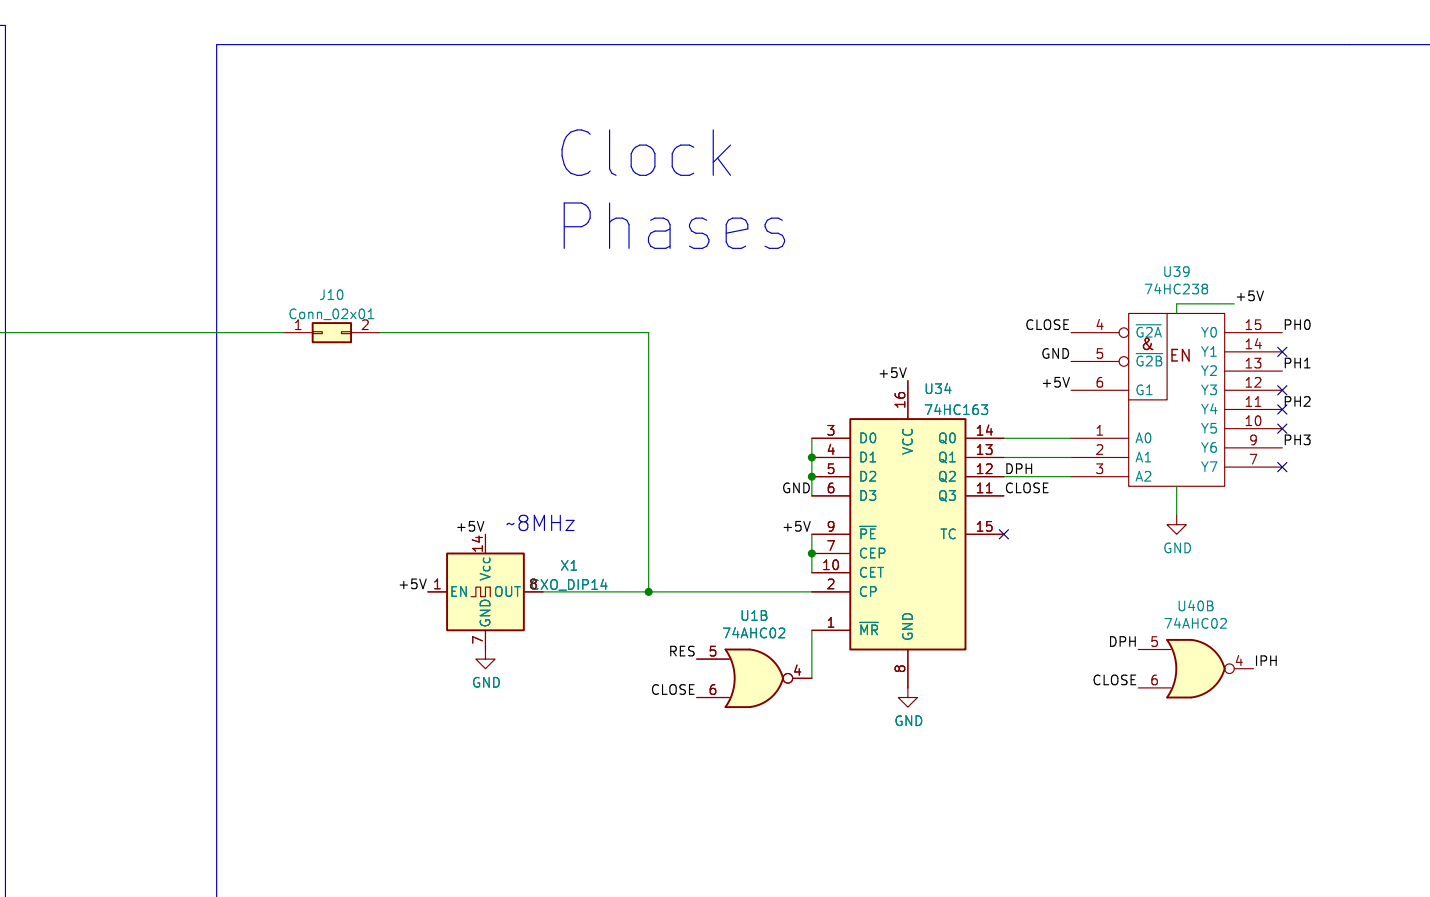 Clock
Phases
J10
Conn_02x01
1
2
~8MHz
+5V
14
Vcc
X1
CXO_DIP14
+5V
1
EN
OUT
8
GND
7
GND
RES
5
CLOSE
6
U1B
74AHC02
4
+5V
16
U34
74HC163
VCC
3
D0
Q0
14
4
D1
Q1
13
5
D2
Q2
12
DPH
GND
6
D3
Q3
11
CLOSE
+5V
9
PE
TC
15
7
CEP
10
CET
2
CP
1
MR
GND
8
GND
U39
74HC238
+5V
CLOSE
4
G2A
Y0
15
PH0
&
EN
Y1
14
GND
5
G2B
Y2
13
PH1
+5V
6
G1
Y3
12
Y4
11
PH2
Y5
10
1
A0
Y6
9
PH3
2
A1
Y7
7
3
A2
GND
U40B
74AHC02
DPH
5
CLOSE
6
4
IPH